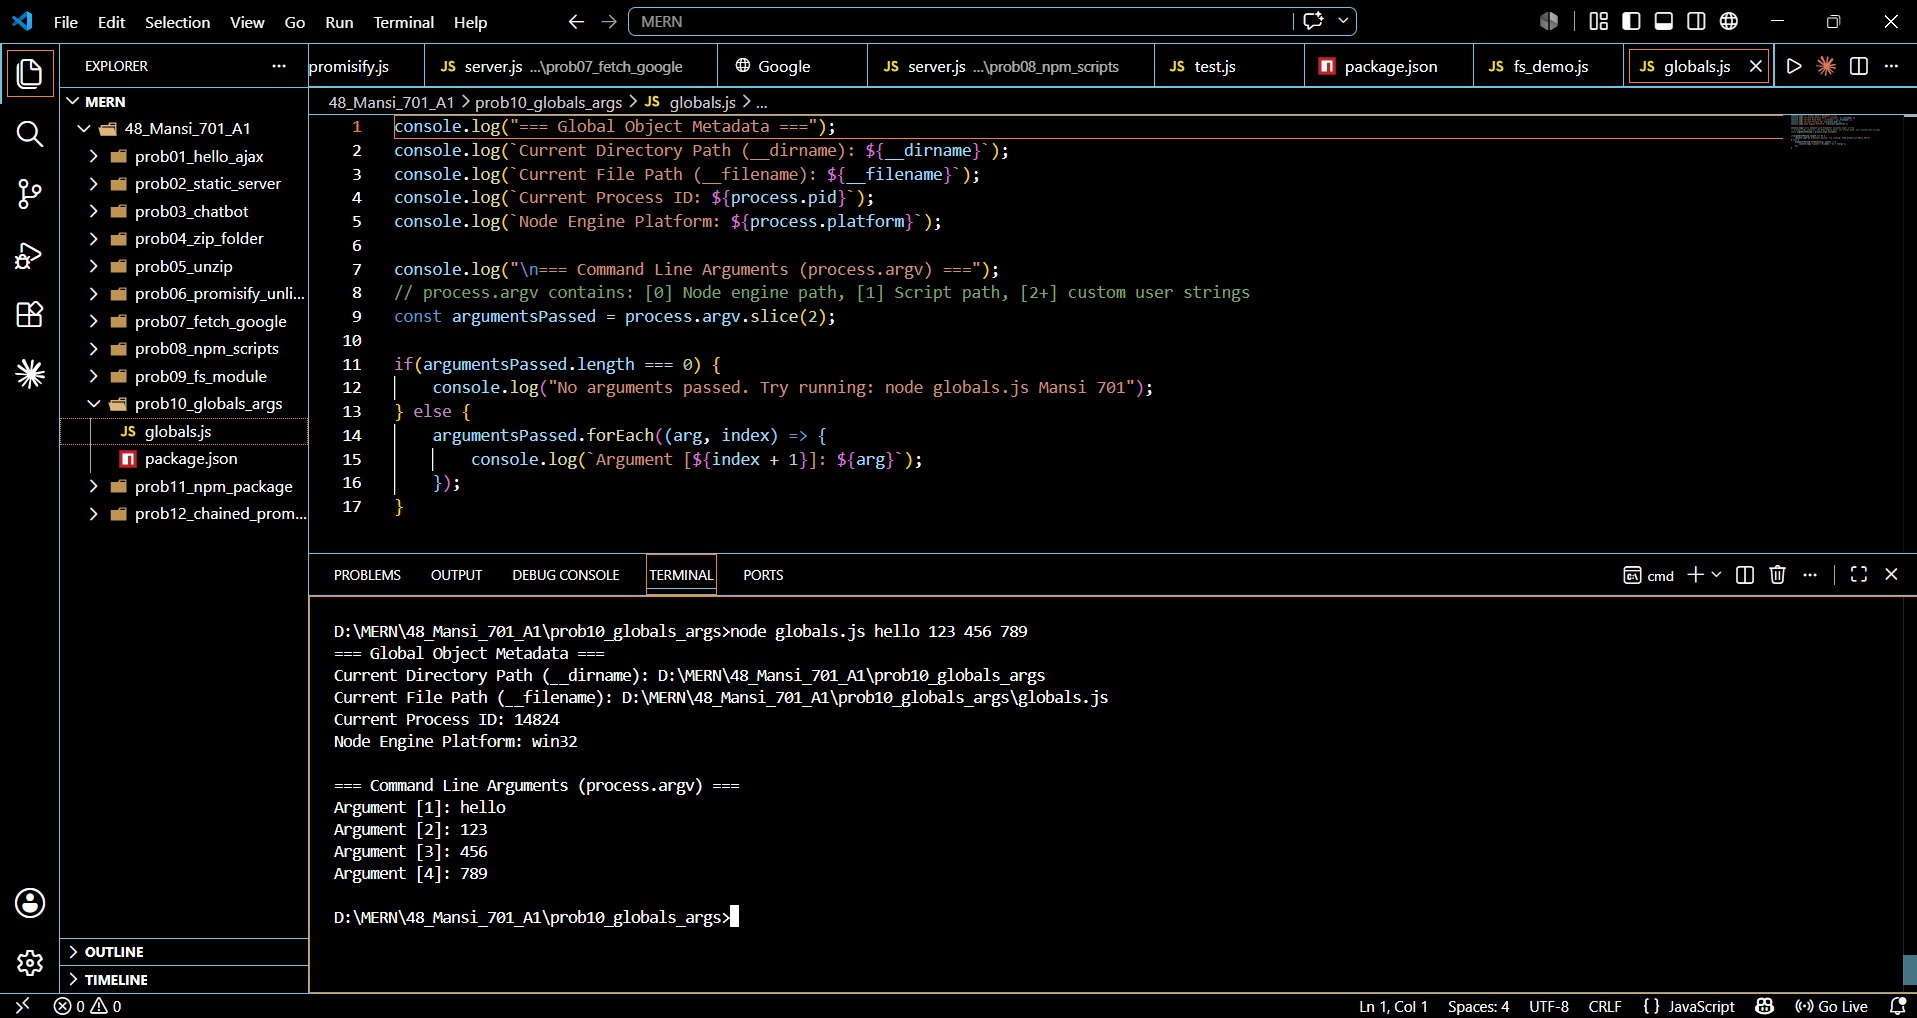 File Edit Selection View Go Run Terminal Help
MERN
EXPLORER
promisify.js
JS server.js ...\prob07_fetch_google
Google
JS server.js ...\prob08_npm_scripts
JS test.js
package.json
JS fs_demo.js
JS globals.js
MERN
48_Mansi_701_A1
prob01_hello_ajax
prob02_static_server
prob03_chatbot
prob04_zip_folder
prob05_unzip
prob06_promisify_unli...
prob07_fetch_google
prob08_npm_scripts
prob09_fs_module
prob10_globals_args
JS globals.js
package.json
prob11_npm_package
prob12_chained_prom...
OUTLINE
TIMELINE
48_Mansi_701_A1 > prob10_globals_args > JS globals.js > ...
1 console.log("=== Global Object Metadata ===");
2 console.log(`Current Directory Path (__dirname): ${__dirname}`);
3 console.log(`Current File Path (__filename): ${__filename}`);
4 console.log(`Current Process ID: ${process.pid}`);
5 console.log(`Node Engine Platform: ${process.platform}`);
6
7 console.log("\n=== Command Line Arguments (process.argv) ===");
8 // process.argv contains: [0] Node engine path, [1] Script path, [2+] custom user strings
9 const argumentsPassed = process.argv.slice(2);
10
11 if(argumentsPassed.length === 0) {
12     console.log("No arguments passed. Try running: node globals.js Mansi 701");
13 } else {
14     argumentsPassed.forEach((arg, index) => {
15         console.log(`Argument [${index + 1}]: ${arg}`);
16     });
17 }
PROBLEMS OUTPUT DEBUG CONSOLE TERMINAL PORTS
cmd
D:\MERN\48_Mansi_701_A1\prob10_globals_args>node globals.js hello 123 456 789
=== Global Object Metadata ===
Current Directory Path (__dirname): D:\MERN\48_Mansi_701_A1\prob10_globals_args
Current File Path (__filename): D:\MERN\48_Mansi_701_A1\prob10_globals_args\globals.js
Current Process ID: 14824
Node Engine Platform: win32
=== Command Line Arguments (process.argv) ===
Argument [1]: hello
Argument [2]: 123
Argument [3]: 456
Argument [4]: 789
D:\MERN\48_Mansi_701_A1\prob10_globals_args>
0 0
Ln 1, Col 1 Spaces: 4 UTF-8 CRLF { } JavaScript Go Live